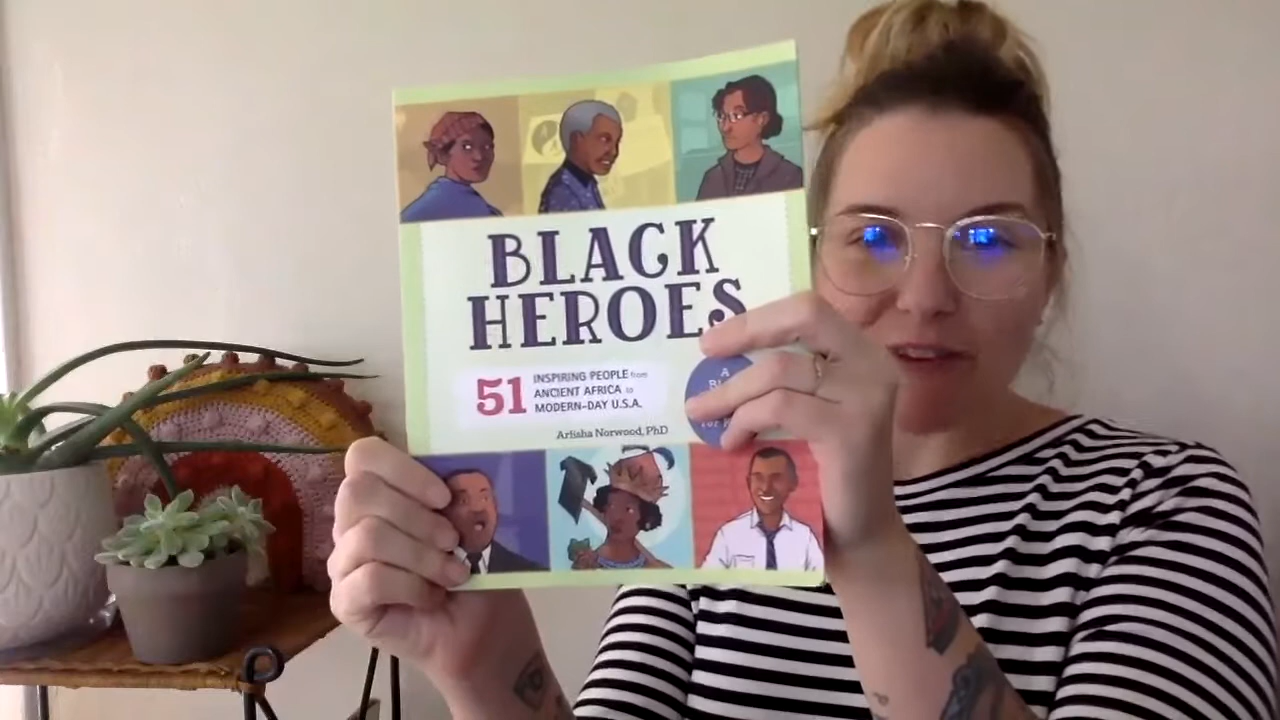 BLACK
HEROES
51 INSPIRING PEOPLE from
ANCIENT AFRICA to
MODERN-DAY U.S.A.
Arlisha Norwood, PhD
A